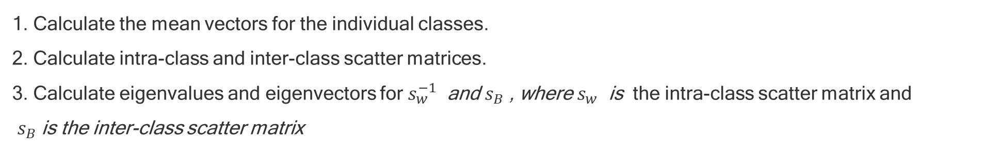 1. Calculate the mean vectors for the individual classes.
2. Calculate intra-class and inter-class scatter matrices.
3. Calculate eigenvalues and eigenvectors for $s_w^{-1}$ and $s_B$ , where $s_w$ is the intra-class scatter matrix and
$s_B$ is the inter-class scatter matrix